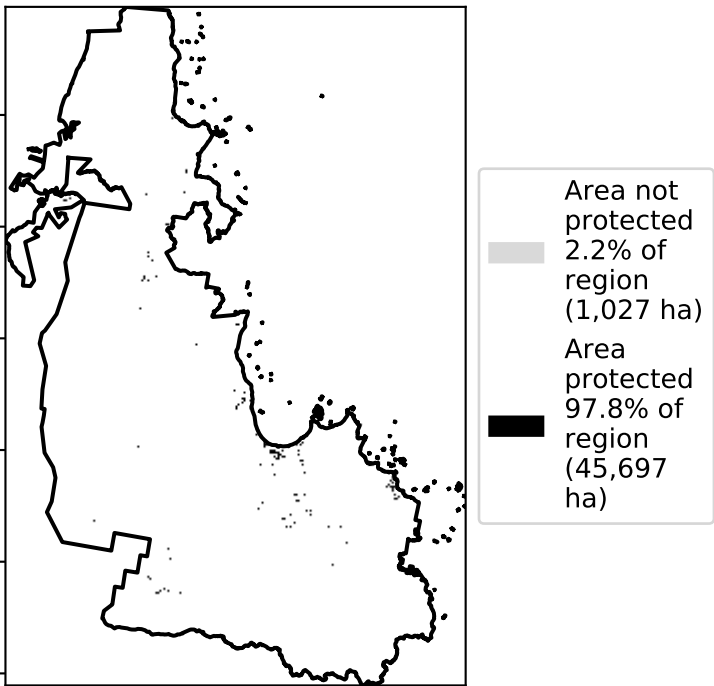 Area not
protected
2.2% of
region
(1,027 ha)
Area
protected
97.8% of
region
(45,697
ha)